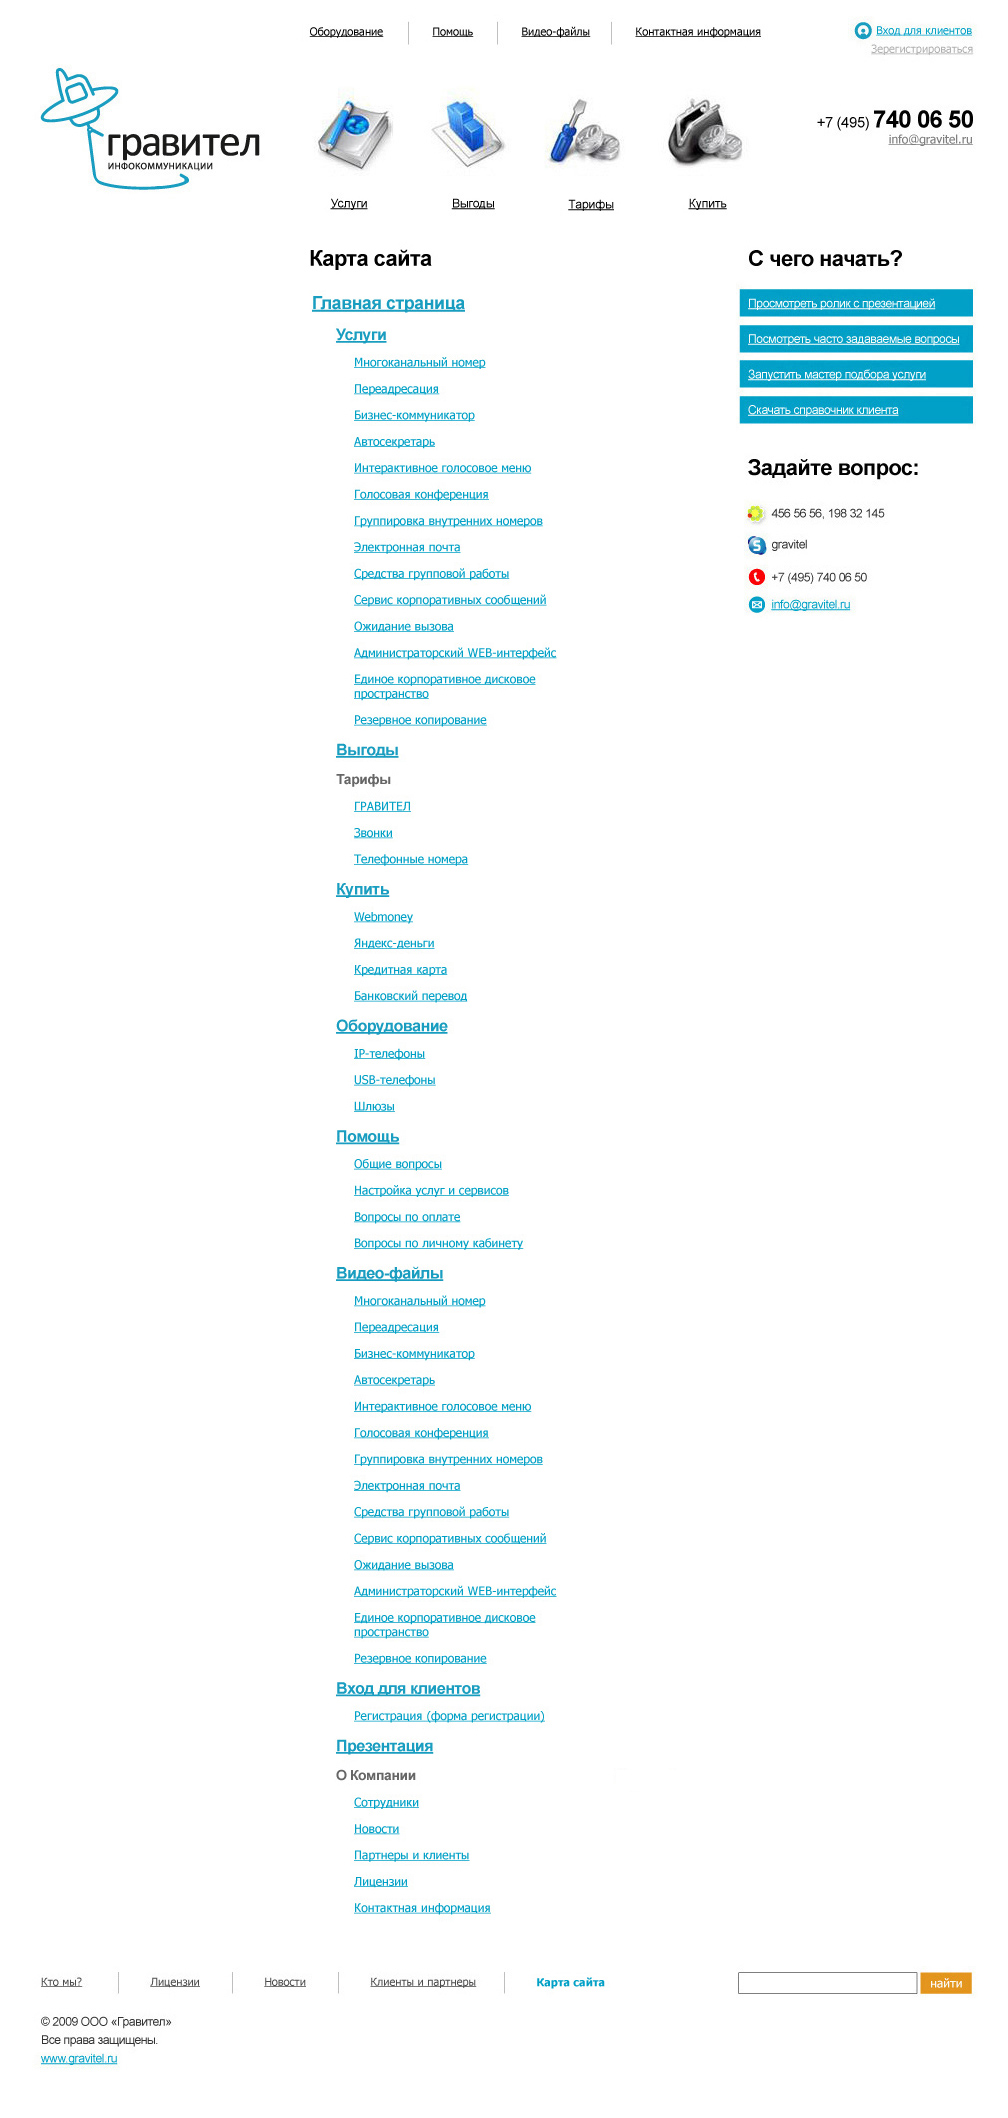 Оборудование
Помощь
Видео-файлы
Контактная информация
Вход для клиентов
Зерегистрироваться
гравител
ИНФОКОММУНИКАЦИИ
+7 (495) 740 06 50
info@gravitel.ru
Услуги
Выгоды
Тарифы
Купить
Карта сайта
Главная страница
Услуги
Многоканальный номер
Переадресация
Бизнес-коммуникатор
Автосекретарь
Интерактивное голосовое меню
Голосовая конференция
Группировка внутренних номеров
Электронная почта
Средства групповой работы
Сервис корпоративных сообщений
Ожидание вызова
Администраторский WEB-интерфейс
Единое корпоративное дисковое
пространство
Резервное копирование
Выгоды
Тарифы
ГРАВИТЕЛ
Звонки
Телефонные номера
Купить
Webmoney
Яндекс-деньги
Кредитная карта
Банковский перевод
Оборудование
IP-телефоны
USB-телефоны
Шлюзы
Помощь
Общие вопросы
Настройка услуг и сервисов
Вопросы по оплате
Вопросы по личному кабинету
Видео-файлы
Многоканальный номер
Переадресация
Бизнес-коммуникатор
Автосекретарь
Интерактивное голосовое меню
Голосовая конференция
Группировка внутренних номеров
Электронная почта
Средства групповой работы
Сервис корпоративных сообщений
Ожидание вызова
Администраторский WEB-интерфейс
Единое корпоративное дисковое
пространство
Резервное копирование
Вход для клиентов
Регистрация (форма регистрации)
Презентация
О Компании
Сотрудники
Новости
Партнеры и клиенты
Лицензии
Контактная информация
С чего начать?
Просмотреть ролик с презентацией
Посмотреть часто задаваемые вопросы
Запустить мастер подбора услуги
Скачать справочник клиента
Задайте вопрос:
456 56 56, 198 32 145
gravitel
+7 (495) 740 06 50
info@gravitel.ru
Кто мы?
Лицензии
Новости
Клиенты и партнеры
Карта сайта
найти
© 2009 ООО «Гравител»
Все права защищены.
www.gravitel.ru